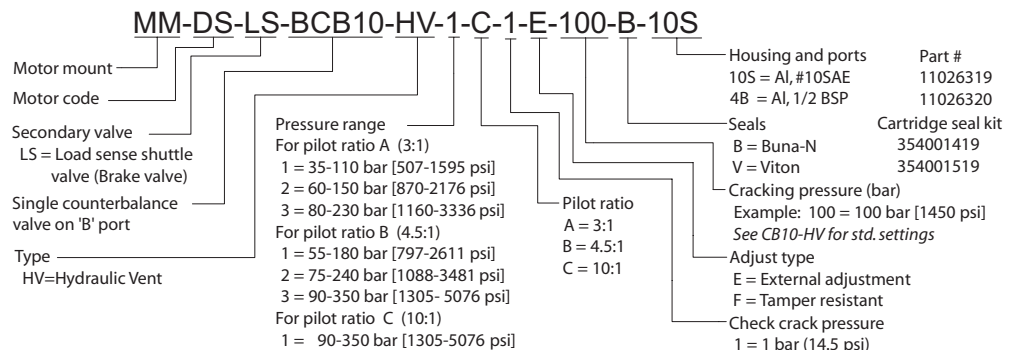 MM-DS-LS-BCB10-HV-1-C-1-E-100-B-10S
Motor mount
Motor code
Secondary valve
LS = Load sense shuttle
valve (Brake valve)
Single counterbalance
valve on 'B' port
Type
HV=Hydraulic Vent
Pressure range
For pilot ratio A (3:1)
1 = 35-110 bar [507-1595 psi]
2 = 60-150 bar [870-2176 psi]
3 = 80-230 bar [1160-3336 psi]
For pilot ratio B (4.5:1)
1 = 55-180 bar [797-2611 psi]
2 = 75-240 bar [1088-3481 psi]
3 = 90-350 bar [1305- 5076 psi]
For pilot ratio C (10:1)
1 = 90-350 bar [1305-5076 psi]
Pilot ratio
A = 3:1
B = 4.5:1
C = 10:1
Housing and ports Part #
10S = Al, #10SAE 11026319
4B = Al, 1/2 BSP 11026320
Seals Cartridge seal kit
B = Buna-N 354001419
V = Viton 354001519
Cracking pressure (bar)
Example: 100 = 100 bar [1450 psi]
See CB10-HV for std. settings
Adjust type
E = External adjustment
F = Tamper resistant
Check crack pressure
1 = 1 bar (14.5 psi)